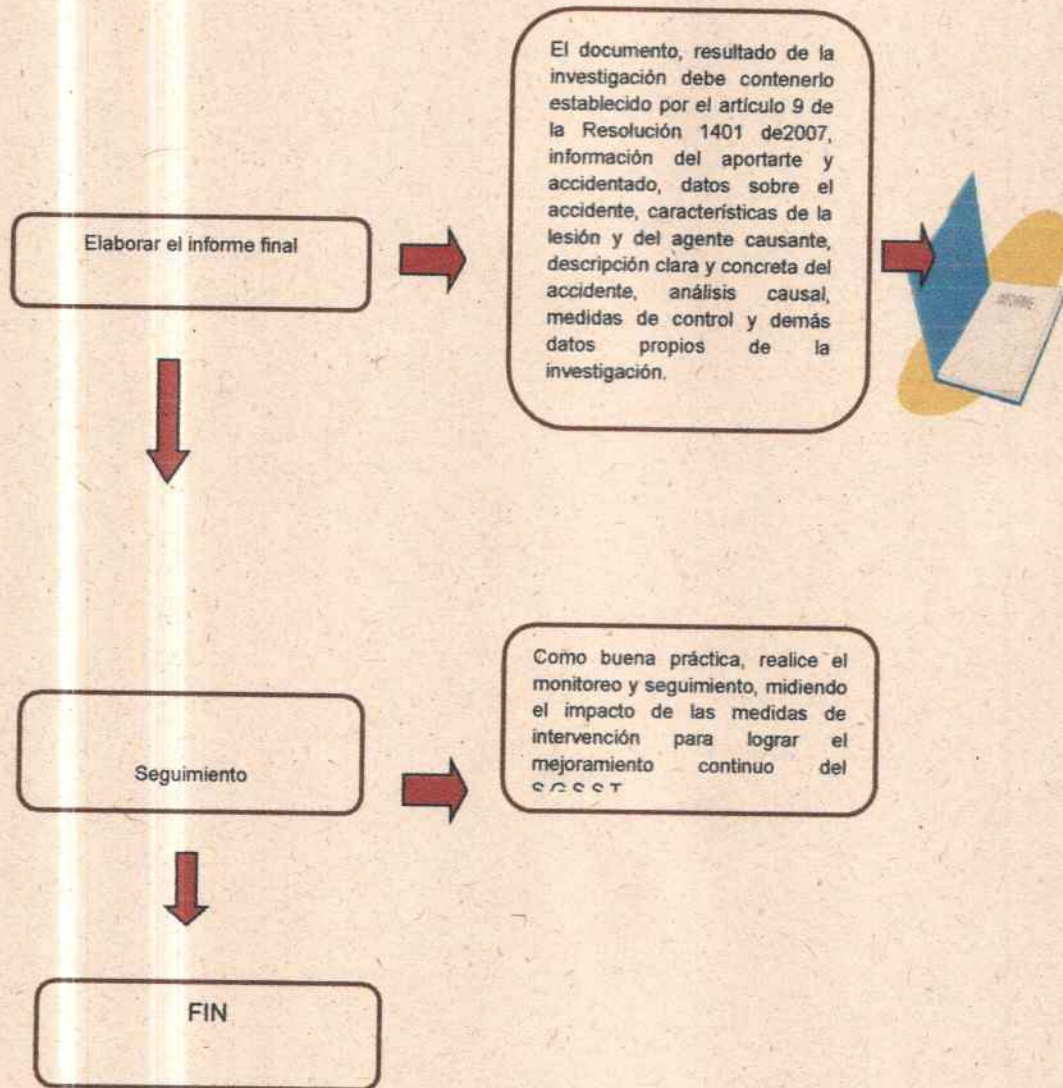 Elaborar el informe final
El documento, resultado de la
investigación debe contenerlo
establecido por el artículo 9 de
la Resolución 1401 de2007,
información del aportarte y
accidentado, datos sobre el
accidente, características de la
lesión y del agente causante,
descripción clara y concreta del
accidente, análisis causal,
medidas de control y demás
datos propios de la
investigación.
INFORME
Seguimiento
Como buena práctica, realice el
monitoreo y seguimiento, midiendo
el impacto de las medidas de
intervención para lograr el
mejoramiento continuo del
SGSST
FIN